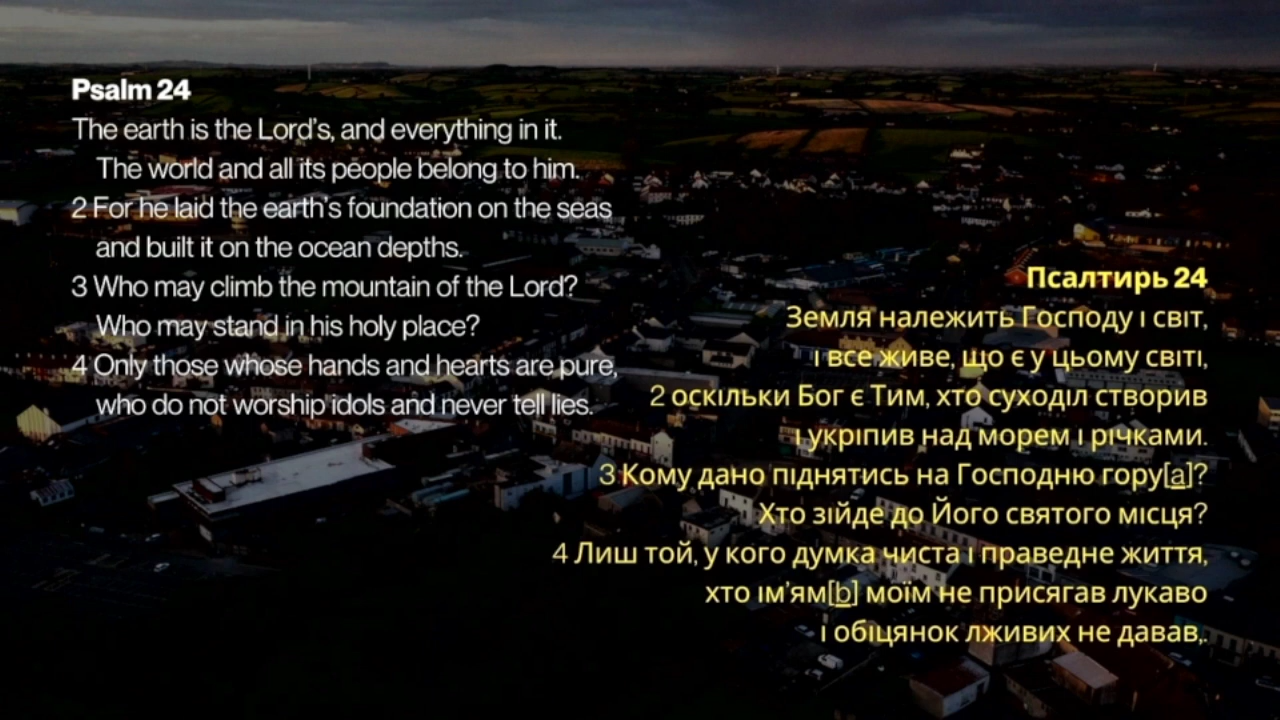 Psalm 24
The earth is the Lord's, and everything in it.
The world and all its people belong to him.
2 For he laid the earth's foundation on the seas
and built it on the ocean depths.
3 Who may climb the mountain of the Lord?
Who may stand in his holy place?
4 Only those whose hands and hearts are pure,
who do not worship idols and never tell lies.
Псалтирь 24
Земля належить Господу і світ,
і все живе, що є у цьому світі,
2 оскільки Бог є Тим, хто суходіл створив
і укріпив над морем і річками.
3 Кому дано піднятись на Господню гору[a]?
Хто зійде до Його святого місця?
4 Лиш той, у кого думка чиста і праведне життя,
хто ім’ям[b] моїм не присягав лукаво
і обіцянок лживих не давав,.